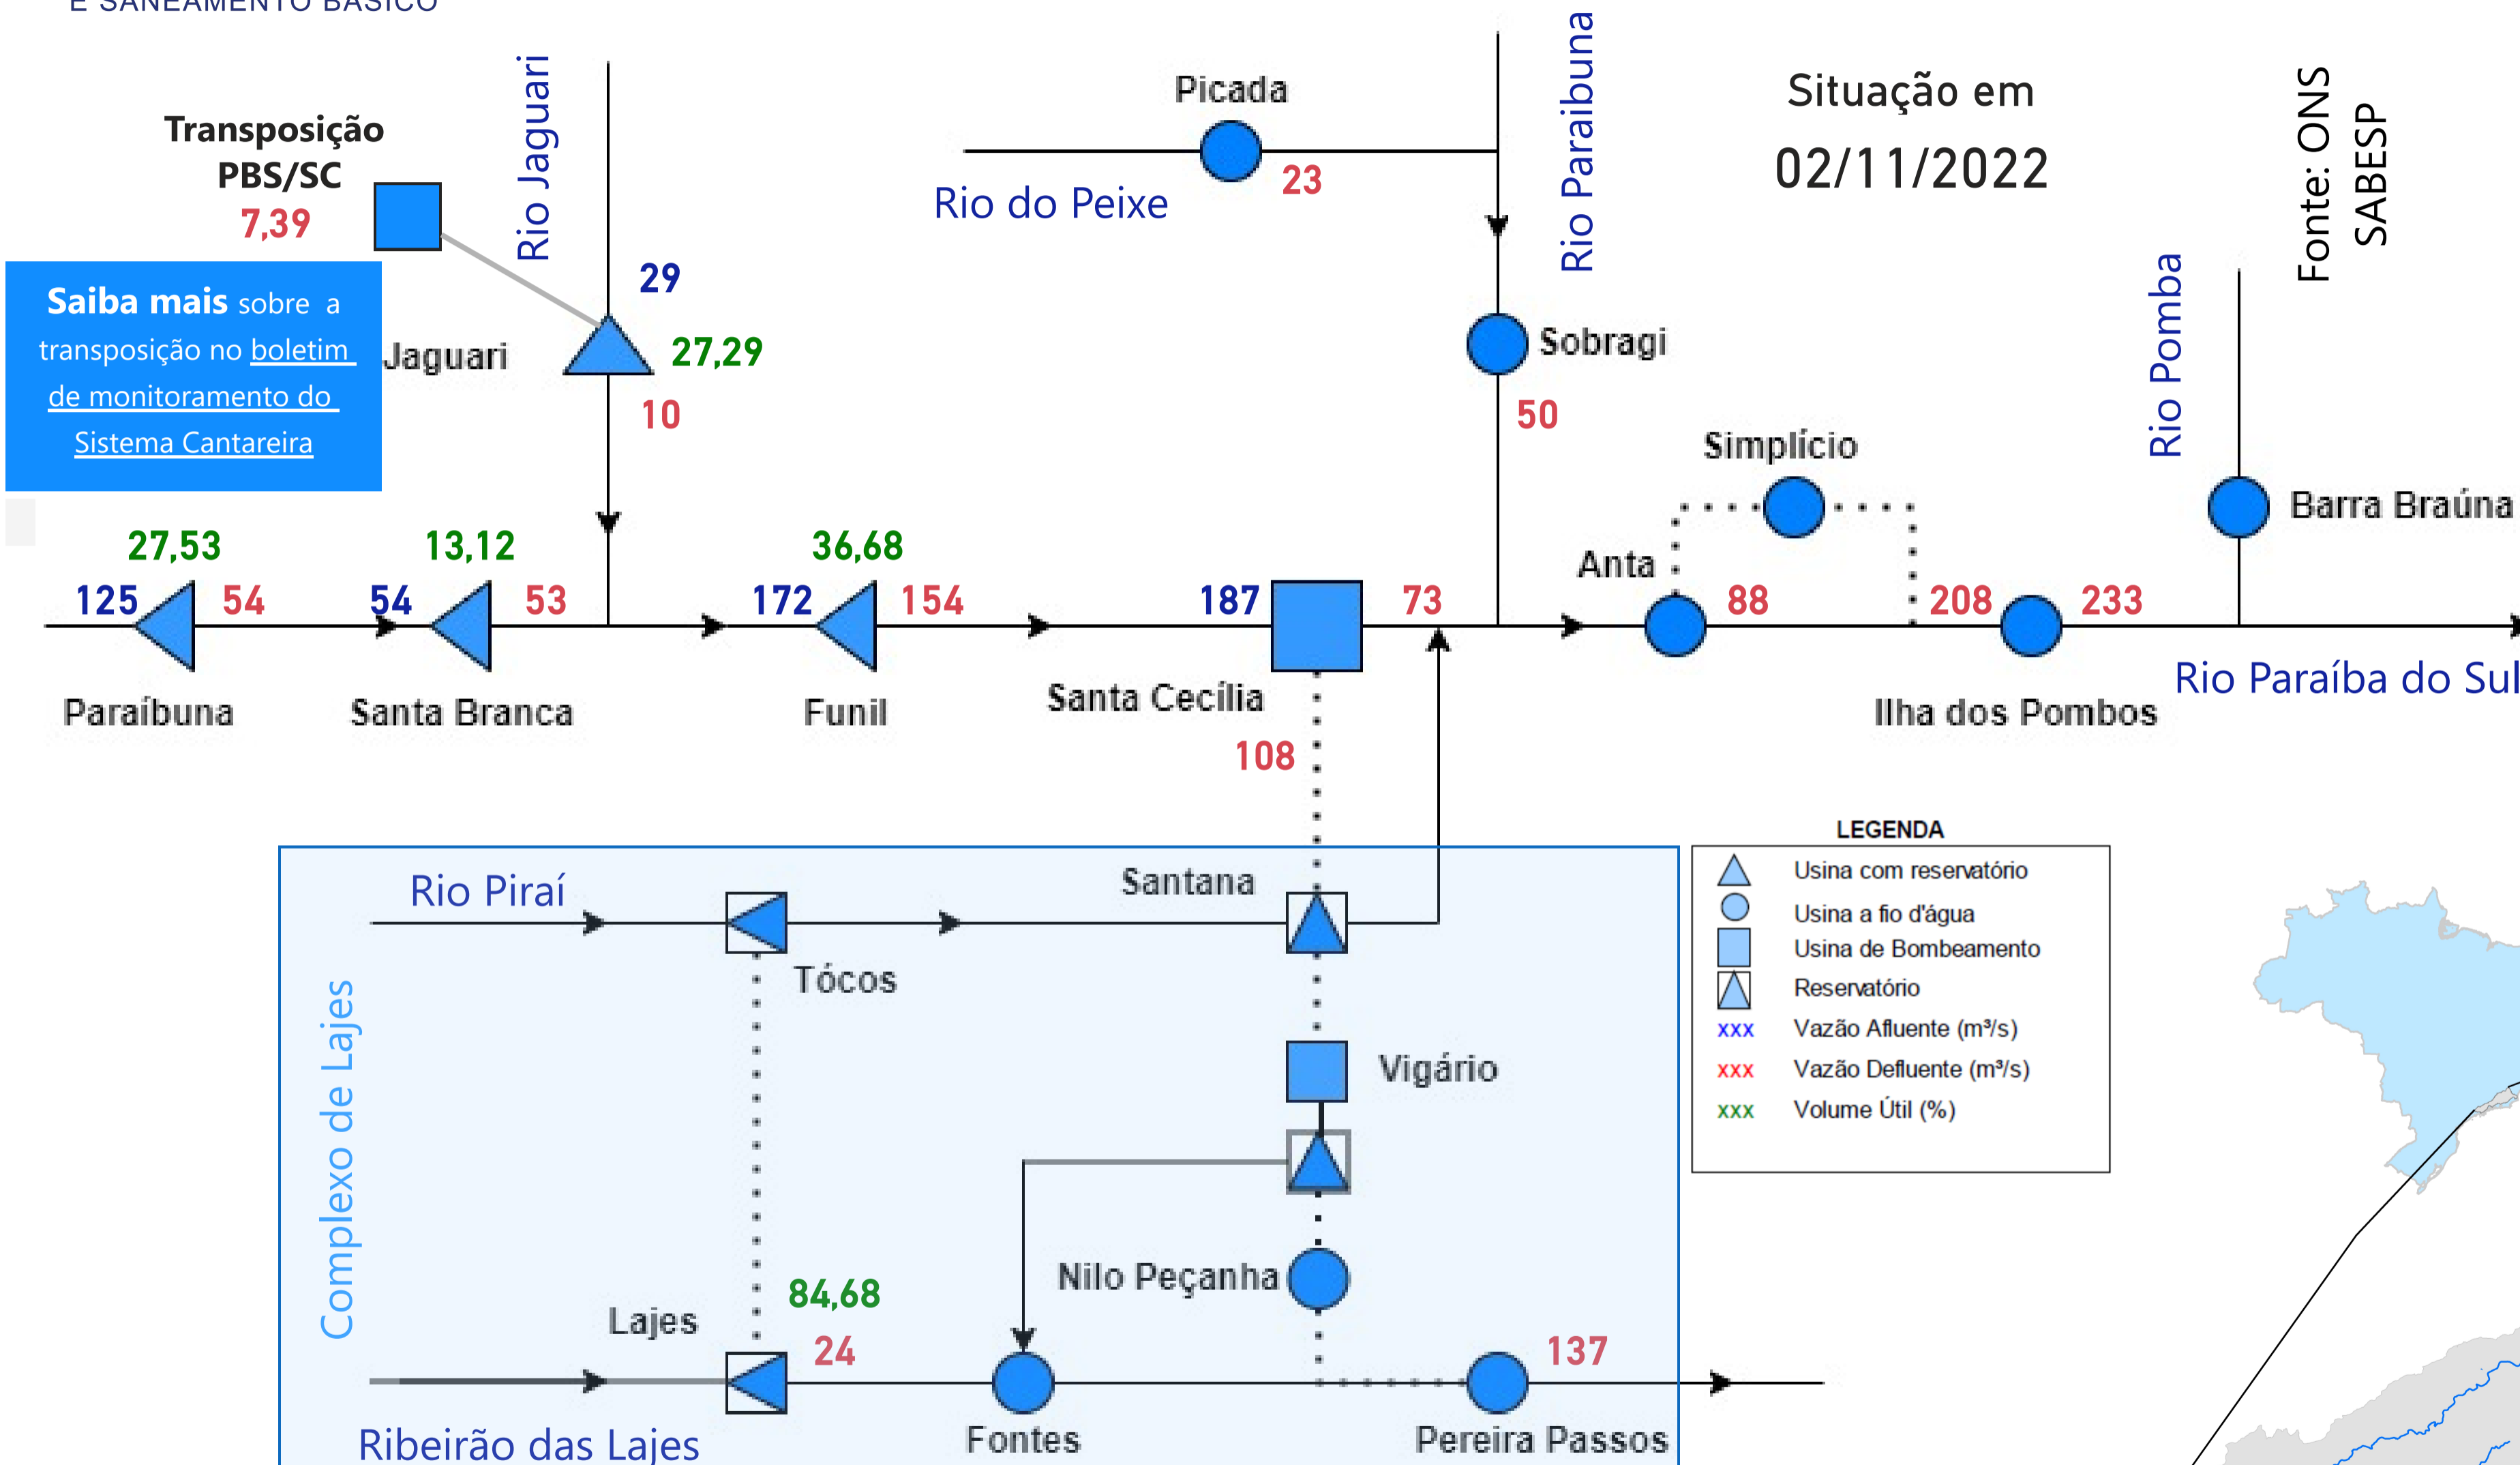 E SANEAMENTO BÁSICO
Situação em
02/11/2022
Fonte: ONS
SABESP
Transposição
PBS/SC
7,39
Saiba mais sobre a
transposição no boletim
de monitoramento do
Sistema Cantareira
Rio Jaguari
29
Jaguari
27,29
10
Picada
23
Rio do Peixe
Rio Paraibuna
Sobragi
50
Simplício
Anta
Rio Pomba
Barra Braúna
27,53
125
54
Paraíbuna
13,12
54
53
Santa Branca
36,68
172
154
Funil
187
73
Santa Cecília
108
88
208
233
Ilha dos Pombos
Rio Paraíba do Sul
Complexo de Lajes
Rio Piraí
Tócos
Santana
Vigário
Nilo Peçanha
84,68
Lajes
24
137
Ribeirão das Lajes
Fontes
Pereira Passos
LEGENDA
Usina com reservatório
Usina a fio d'água
Usina de Bombeamento
Reservatório
xxx Vazão Afluente (m³/s)
xxx Vazão Defluente (m³/s)
xxx Volume Útil (%)